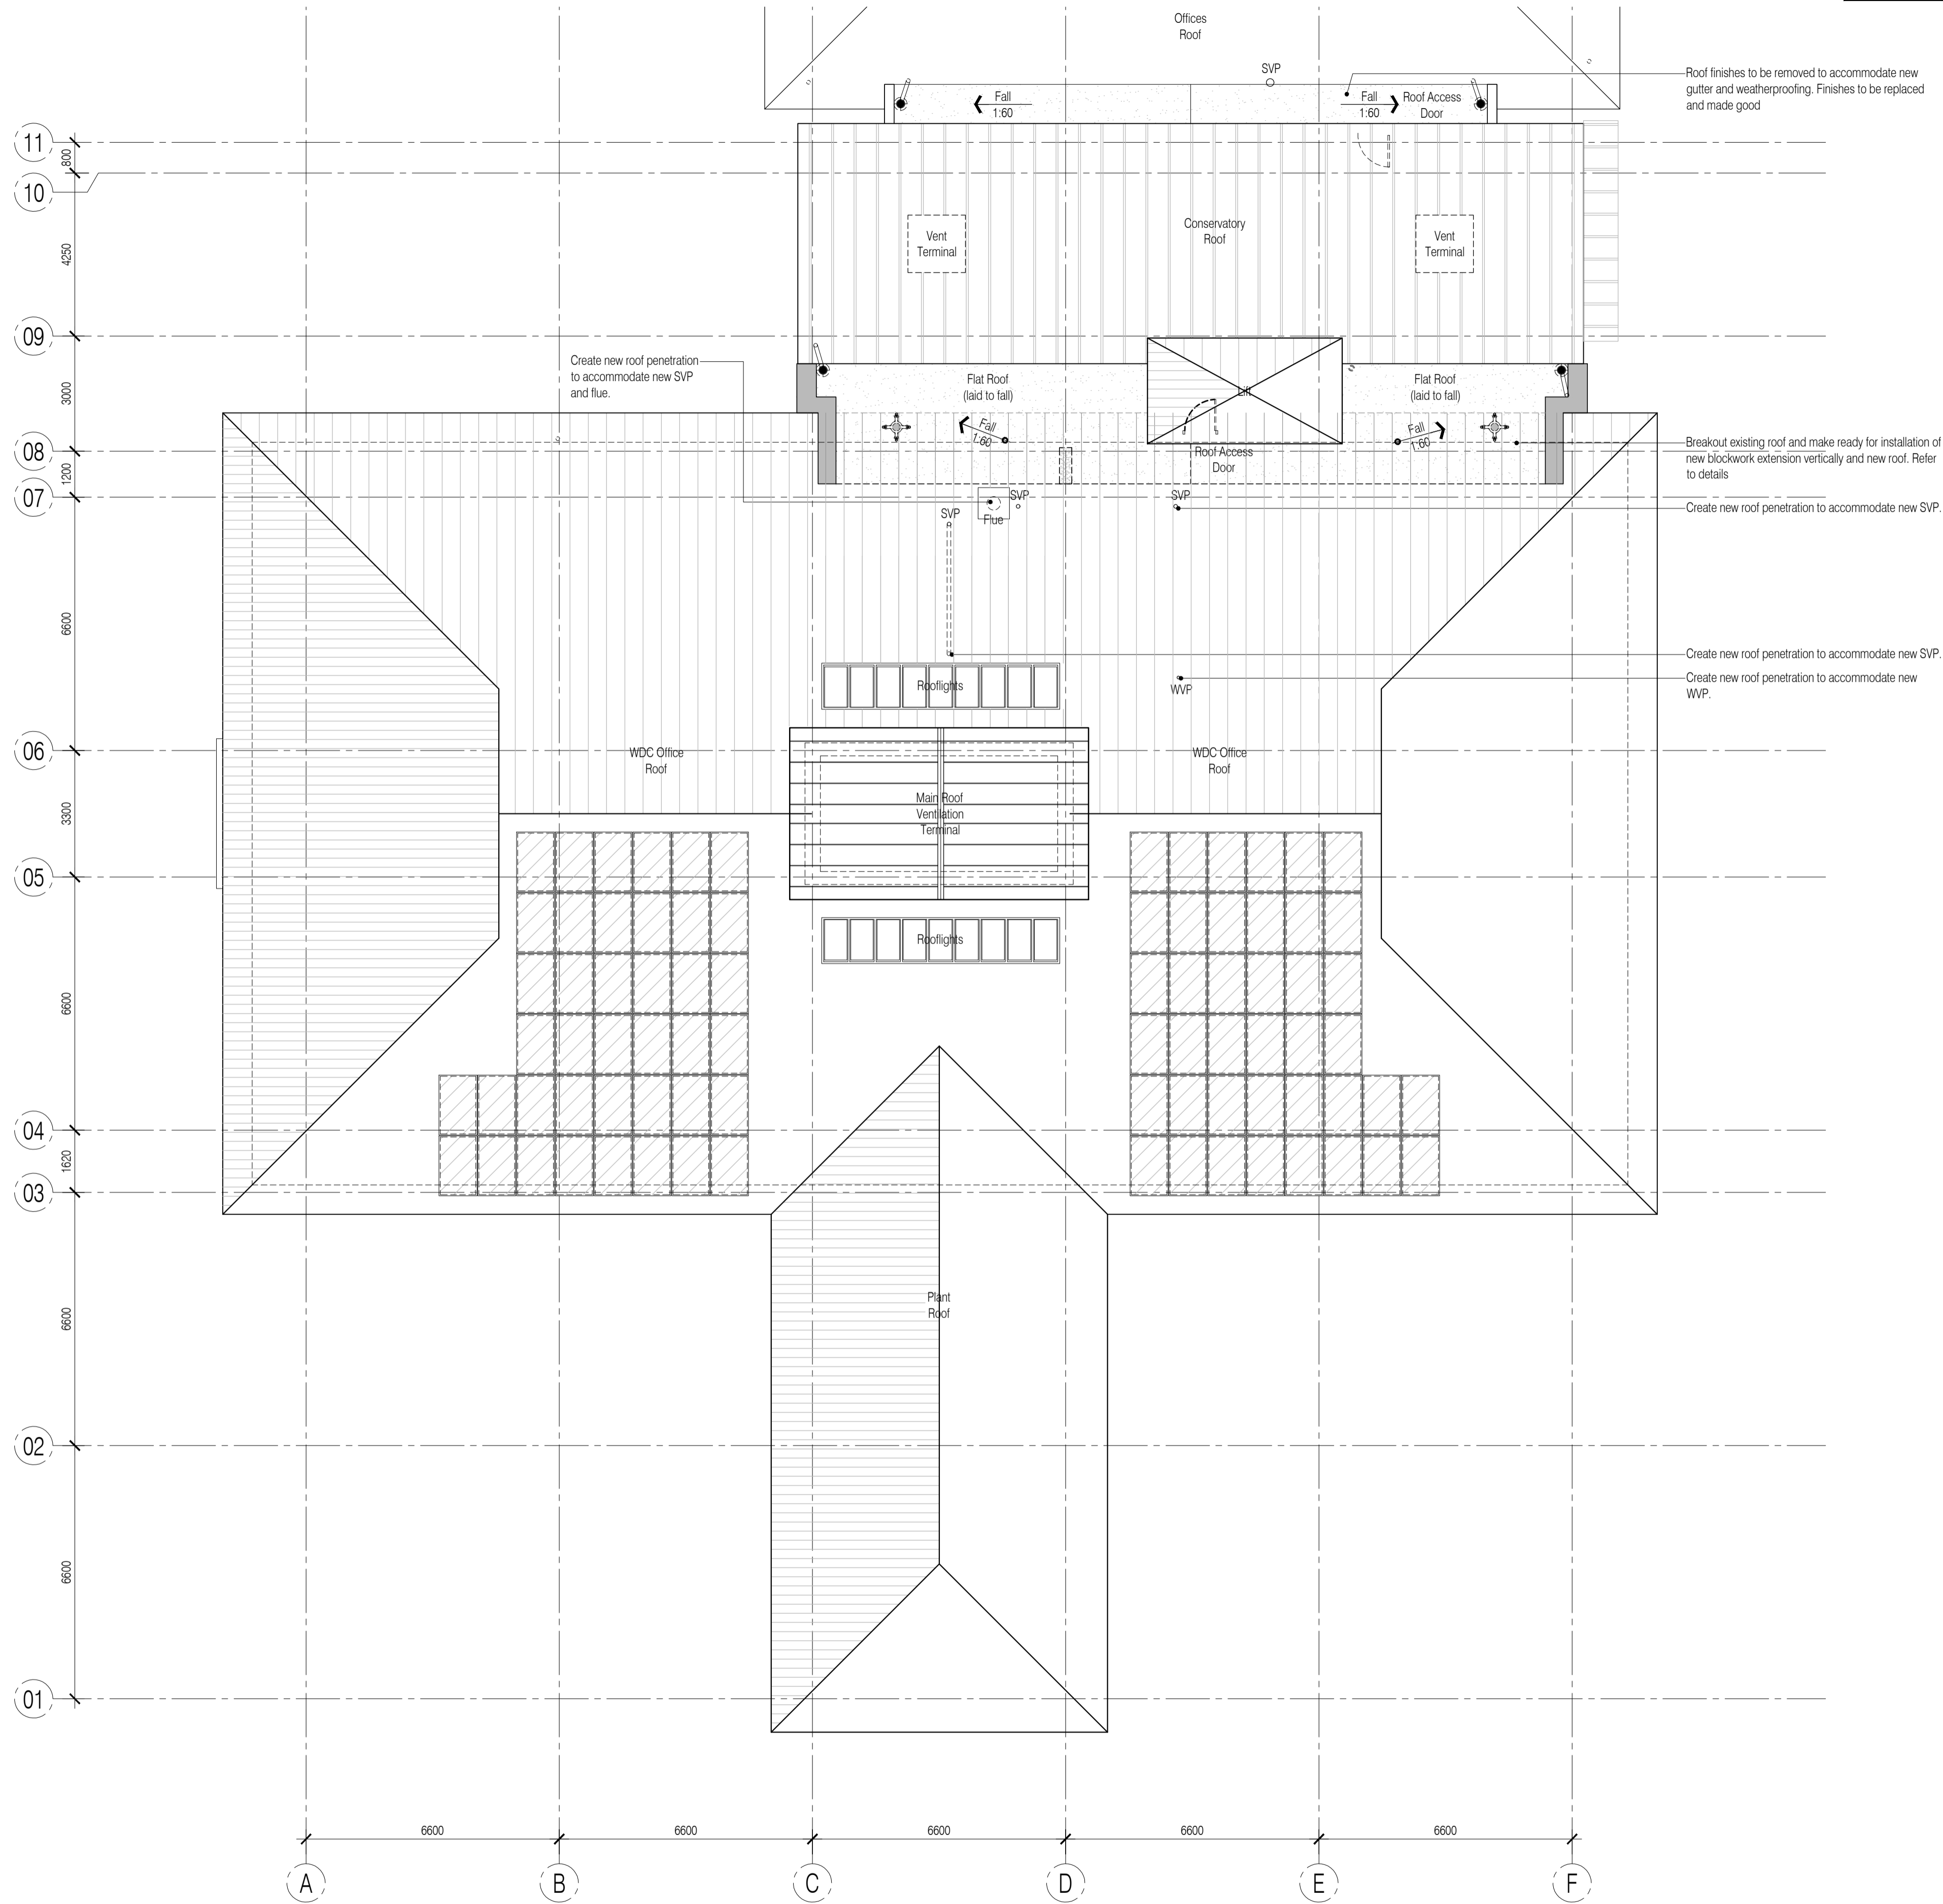 Offices
Roof
SVP
Roof finishes to be removed to accommodate new
gutter and weatherproofing. Finishes to be replaced
and made good
Fall
1:60
Fall
1:60
Roof Access
Door
11
800
10
4250
Vent
Terminal
Conservatory
Roof
Vent
Terminal
09
3000
Create new roof penetration
to accommodate new SVP
and flue.
Flat Roof
(laid to fall)
Lift
Flat Roof
(laid to fall)
Fall
1:60
Fall
1:60
Roof Access
Door
Breakout existing roof and make ready for installation of
new blockwork extension vertically and new roof. Refer
to details
08
1200
07
SVP
SVP
SVP
Flue
Create new roof penetration to accommodate new SVP.
6600
Create new roof penetration to accommodate new SVP.
Rooflights
WVP
Create new roof penetration to accommodate new
WVP.
06
WDC Office
Roof
WDC Office
Roof
3300
Main Roof
Ventilation
Terminal
05
Rooflights
6600
04
1620
03
6600
Plant
Roof
02
6600
01
6600
6600
6600
6600
6600
A
B
C
D
E
F